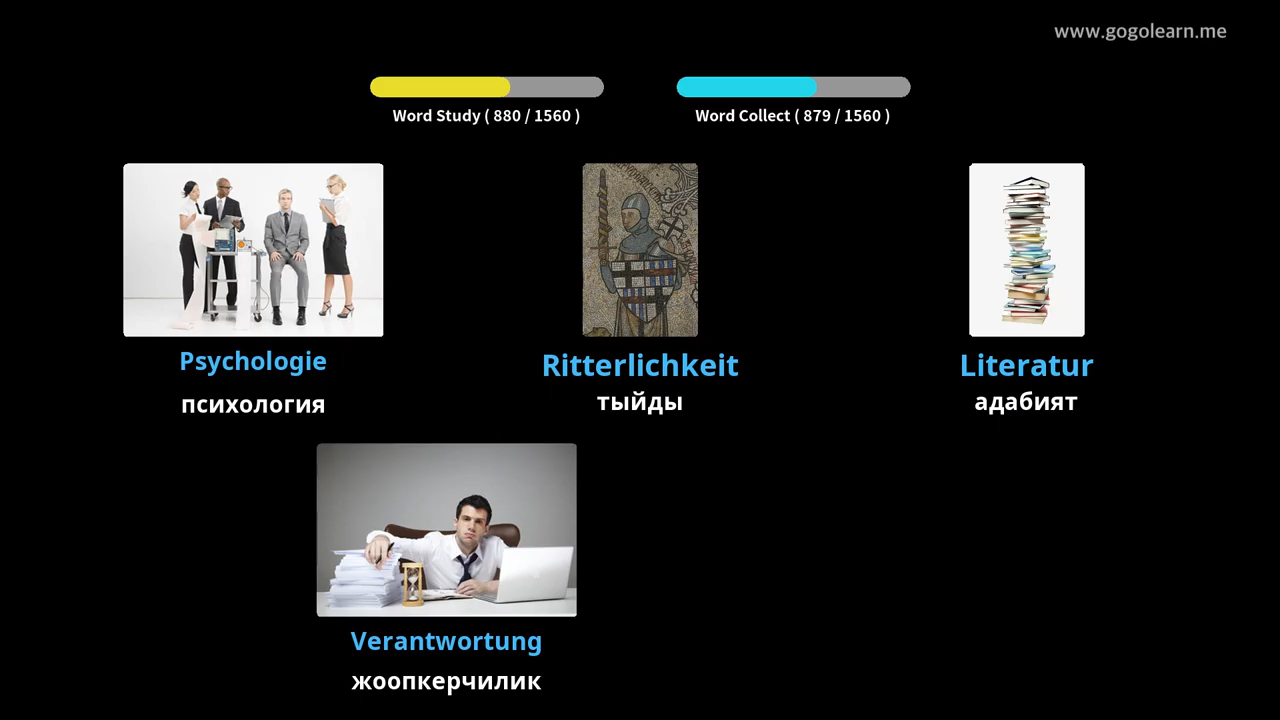 www.gogolearn.me
Word Study ( 880 / 1560 )
Word Collect ( 879 / 1560 )
Psychologie
Ritterlichkeit
Literatur
психология
тыйды
адабият
Verantwortung
жоопкерчилик